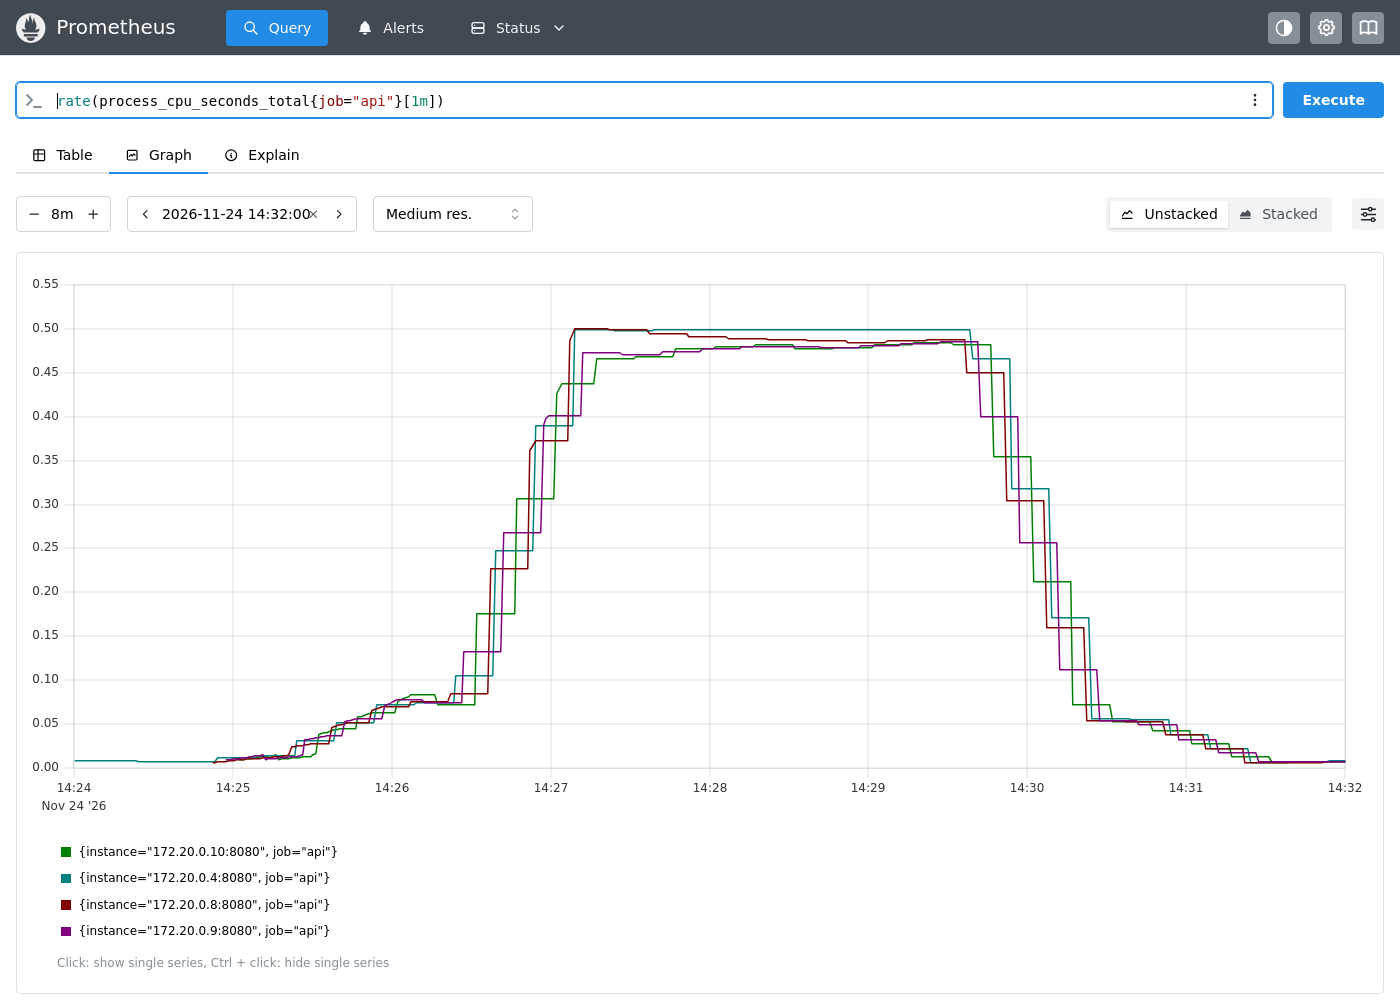 Prometheus Query Alerts Status
rate(process_cpu_seconds_total{job="api"}[1m]) Execute
Table Graph Explain
8m 2026-11-24 14:32:00 Medium res. Unstacked Stacked
0.55
0.50
0.45
0.40
0.35
0.30
0.25
0.20
0.15
0.10
0.05
0.00
14:24 14:25 14:26 14:27 14:28 14:29 14:30 14:31 14:32
Nov 24 '26
{instance="172.20.0.10:8080", job="api"}
{instance="172.20.0.4:8080", job="api"}
{instance="172.20.0.8:8080", job="api"}
{instance="172.20.0.9:8080", job="api"}
Click: show single series, Ctrl + click: hide single series